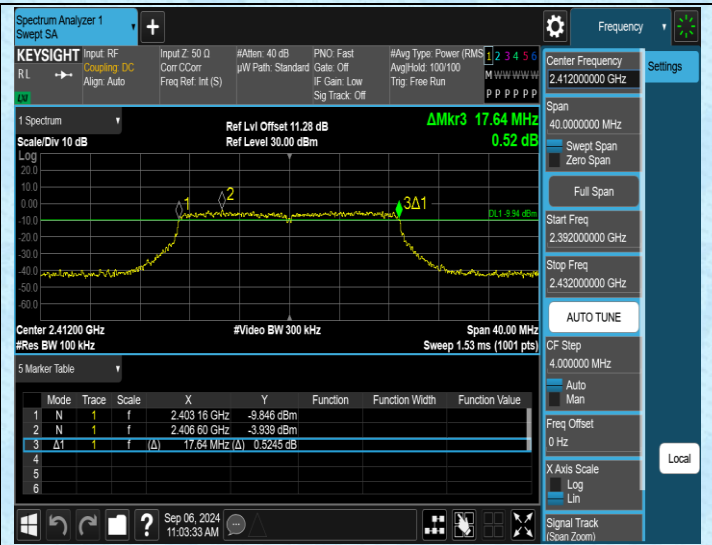 Spectrum Analyzer 1
Swept SA
+
Frequency
KEYSIGHT
RL
LXI
Input: RF
Coupling: DC
Align: Auto
Input Z: 50 Ω
Corr CCorr
Freq Ref: Int (S)
#Atten: 40 dB
µW Path: Standard
PNO: Fast
Gate: Off
IF Gain: Low
Sig Track: Off
#Avg Type: Power (RMS
Avg|Hold: 100/100
Trig: Free Run
1 2 3 4 5 6
M W W W W W
P P P P P P
1 Spectrum
Scale/Div 10 dB
Ref Lvl Offset 11.28 dB
Ref Level 30.00 dBm
ΔMkr3 17.64 MHz
0.52 dB
Log
20.0
10.0
0.00
-10.0
-20.0
-30.0
-40.0
-50.0
-60.0
1
2
3Δ1
DL1 -9.94 dBm
Center 2.41200 GHz
#Res BW 100 kHz
#Video BW 300 kHz
Span 40.00 MHz
Sweep 1.53 ms (1001 pts)
5 Marker Table
Mode Trace Scale X Y Function Function Width Function Value
1 N 1 f 2.403 16 GHz -9.846 dBm
2 N 1 f 2.406 60 GHz -3.939 dBm
3 Δ1 1 f (Δ) 17.64 MHz (Δ) 0.5245 dB
4
5
6
?
Sep 06, 2024
11:03:33 AM
Center Frequency
2.412000000 GHz
Settings
Span
40.0000000 MHz
Swept Span
Zero Span
Full Span
Start Freq
2.392000000 GHz
Stop Freq
2.432000000 GHz
AUTO TUNE
CF Step
4.000000 MHz
Auto
Man
Freq Offset
0 Hz
X Axis Scale
Log
Lin
Local
Signal Track
(Span Zoom)